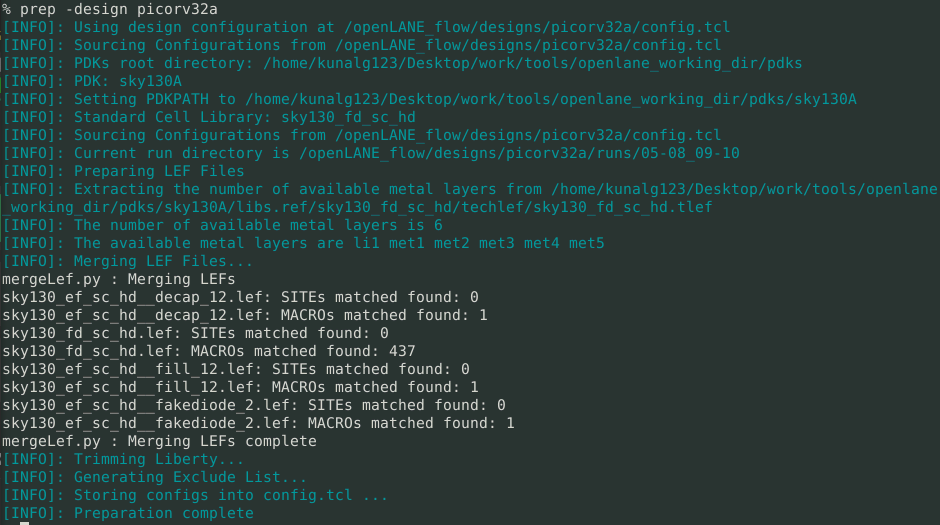 % prep -design picorv32a
[INFO]: Using design configuration at /openLANE_flow/designs/picorv32a/config.tcl
[INFO]: Sourcing Configurations from /openLANE_flow/designs/picorv32a/config.tcl
[INFO]: PDKs root directory: /home/kunalg123/Desktop/work/tools/openlane_working_dir/pdks
[INFO]: PDK: sky130A
[INFO]: Setting PDKPATH to /home/kunalg123/Desktop/work/tools/openlane_working_dir/pdks/sky130A
[INFO]: Standard Cell Library: sky130_fd_sc_hd
[INFO]: Sourcing Configurations from /openLANE_flow/designs/picorv32a/config.tcl
[INFO]: Current run directory is /openLANE_flow/designs/picorv32a/runs/05-08_09-10
[INFO]: Preparing LEF Files
[INFO]: Extracting the number of available metal layers from /home/kunalg123/Desktop/work/tools/openlane
_working_dir/pdks/sky130A/libs.ref/sky130_fd_sc_hd/techlef/sky130_fd_sc_hd.tlef
[INFO]: The number of available metal layers is 6
[INFO]: The available metal layers are li1 met1 met2 met3 met4 met5
[INFO]: Merging LEF Files...
mergeLef.py : Merging LEFs
sky130_ef_sc_hd__decap_12.lef: SITEs matched found: 0
sky130_ef_sc_hd__decap_12.lef: MACROs matched found: 1
sky130_fd_sc_hd.lef: SITEs matched found: 0
sky130_fd_sc_hd.lef: MACROs matched found: 437
sky130_ef_sc_hd__fill_12.lef: SITEs matched found: 0
sky130_ef_sc_hd__fill_12.lef: MACROs matched found: 1
sky130_ef_sc_hd__fakediode_2.lef: SITEs matched found: 0
sky130_ef_sc_hd__fakediode_2.lef: MACROs matched found: 1
mergeLef.py : Merging LEFs complete
[INFO]: Trimming Liberty...
[INFO]: Generating Exclude List...
[INFO]: Storing configs into config.tcl ...
[INFO]: Preparation complete